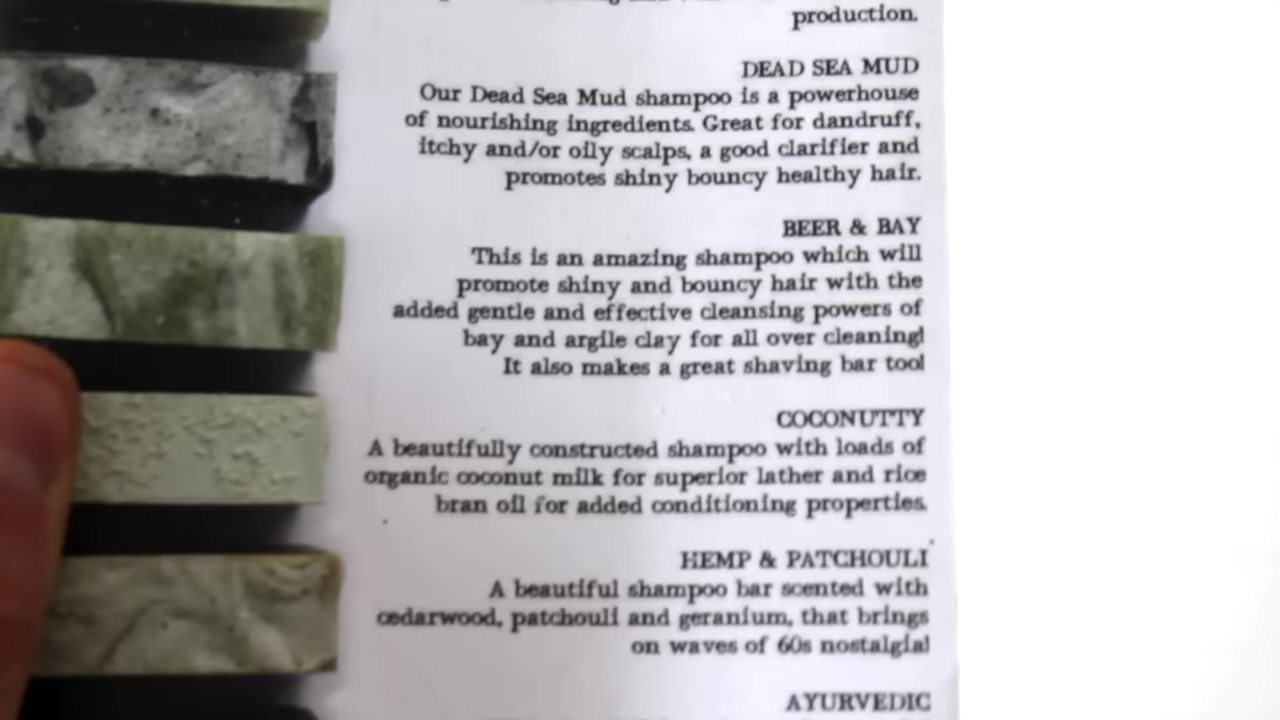 production.
DEAD SEA MUD
Our Dead Sea Mud shampoo is a powerhouse
of nourishing ingredients. Great for dandruff,
itchy and/or oily scalps, a good clarifier and
promotes shiny bouncy healthy hair.
BEER & BAY
This is an amazing shampoo which will
promote shiny and bouncy hair with the
added gentle and effective cleansing powers of
bay and argile clay for all over cleaning!
It also makes a great shaving bar too!
COCONUTTY
A beautifully constructed shampoo with loads of
organic coconut milk for superior lather and rice
bran oil for added conditioning properties.
HEMP & PATCHOULI
A beautiful shampoo bar scented with
cedarwood, patchouli and geranium, that brings
on waves of 60s nostalgia!
AYURVEDIC